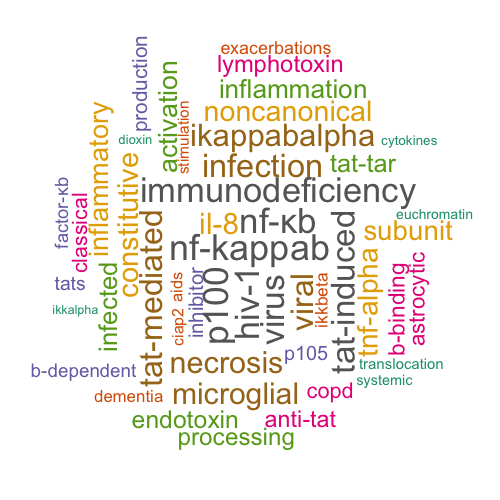 exacerbations
lymphotoxin
inflammation
production
activation
stimulation
noncanonical
dioxin
ikappabalpha
cytokines
inflammatory
infection
tat-tar
constitutive
immunodeficiency
factor-κb
classical
il-8
nf-κb
euchromatin
subunit
nf-kappab
tats
infected
tat-mediated
ciap2
aids
inhibitor
p100
hiv-1
virus
viral
ikkbeta
tat-induced
tnf-alpha
b-binding
astrocytic
ikkalpha
b-dependent
necrosis
p105
translocation
systemic
dementia
microglial
copd
endotoxin
anti-tat
processing